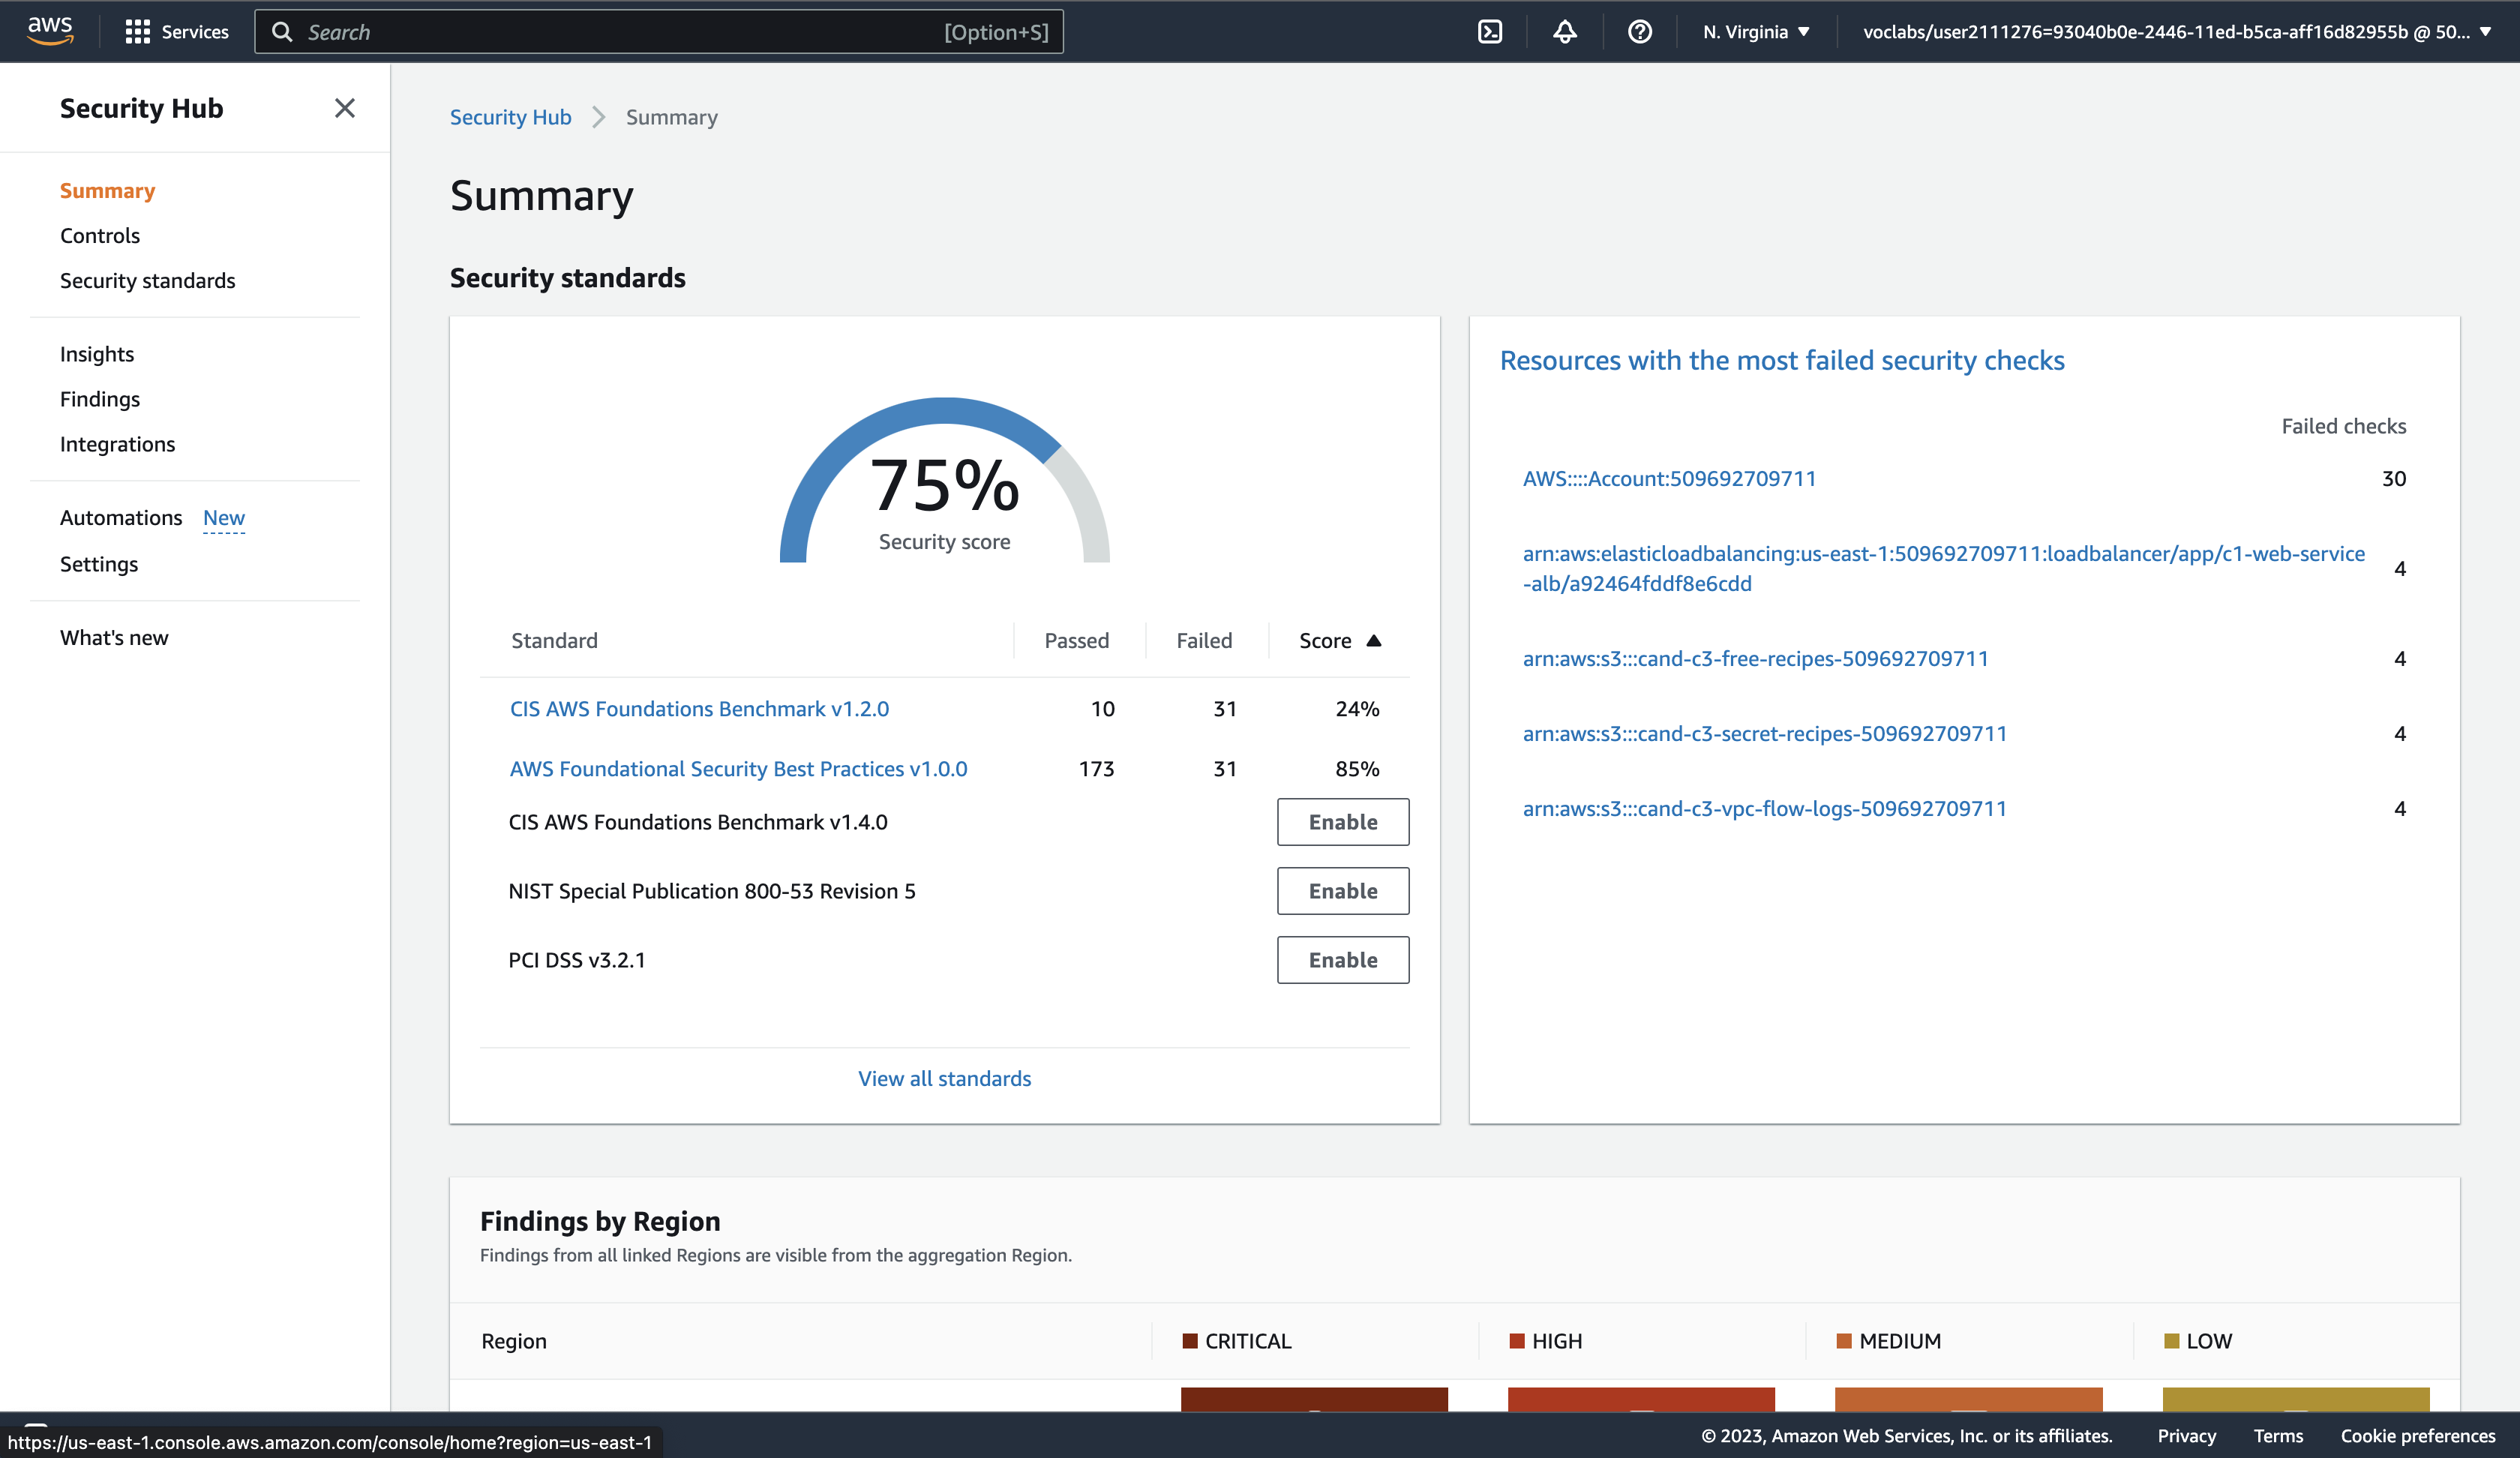 aws
Services
Search [Option+S]
N. Virginia
voclabs/user2111276=93040b0e-2446-11ed-b5ca-aff16d82955b @ 50...
Security Hub
Summary
Controls
Security standards
Insights
Findings
Integrations
Automations New
Settings
What's new
Security Hub > Summary
Summary
Security standards
75%
Security score
Standard Passed Failed Score
CIS AWS Foundations Benchmark v1.2.0 10 31 24%
AWS Foundational Security Best Practices v1.0.0 173 31 85%
CIS AWS Foundations Benchmark v1.4.0 Enable
NIST Special Publication 800-53 Revision 5 Enable
PCI DSS v3.2.1 Enable
View all standards
Resources with the most failed security checks
Failed checks
AWS::::Account:509692709711 30
arn:aws:elasticloadbalancing:us-east-1:509692709711:loadbalancer/app/c1-web-service
-alb/a92464fddf8e6cdd 4
arn:aws:s3:::cand-c3-free-recipes-509692709711 4
arn:aws:s3:::cand-c3-secret-recipes-509692709711 4
arn:aws:s3:::cand-c3-vpc-flow-logs-509692709711 4
Findings by Region
Findings from all linked Regions are visible from the aggregation Region.
Region CRITICAL HIGH MEDIUM LOW
https://us-east-1.console.aws.amazon.com/console/home?region=us-east-1
© 2023, Amazon Web Services, Inc. or its affiliates. Privacy Terms Cookie preferences